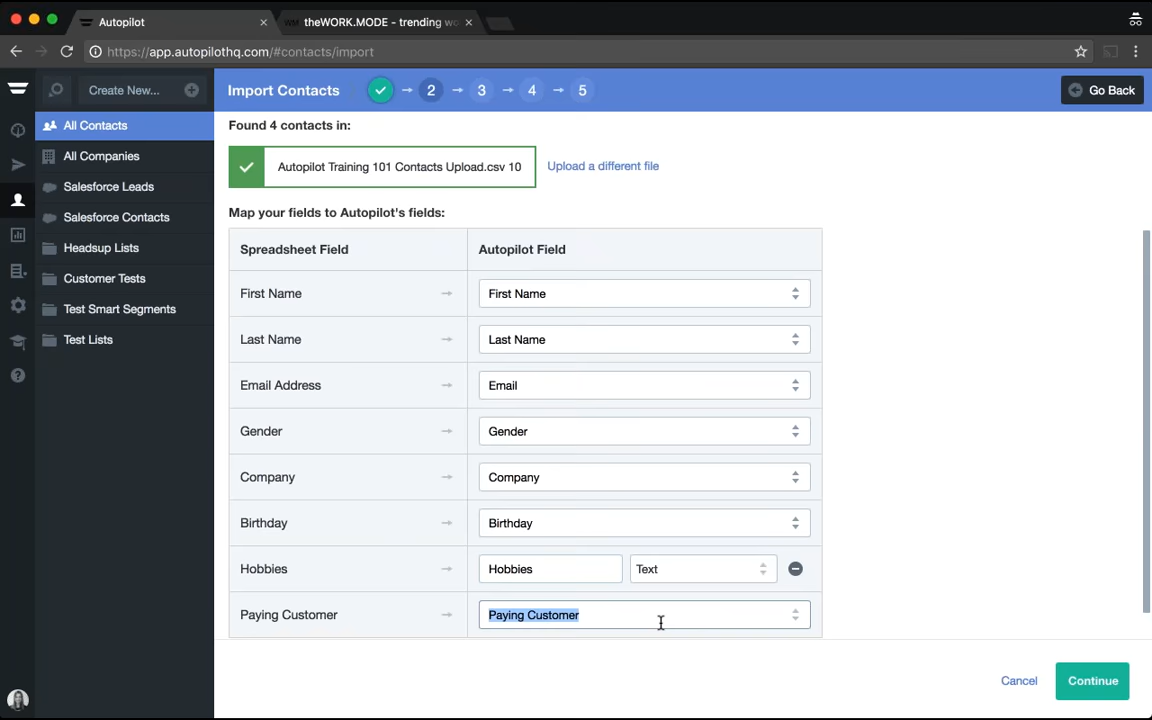 Autopilot
theWORK.MODE - trending wo
https://app.autopilothq.com/#contacts/import
Create New...
Import Contacts
2
3
4
5
Go Back
All Contacts
All Companies
Salesforce Leads
Salesforce Contacts
Headsup Lists
Customer Tests
Test Smart Segments
Test Lists
Found 4 contacts in:
Autopilot Training 101 Contacts Upload.csv 10
Upload a different file
Map your fields to Autopilot's fields:
Spreadsheet Field Autopilot Field
First Name First Name
Last Name Last Name
Email Address Email
Gender Gender
Company Company
Birthday Birthday
Hobbies Hobbies Text
Paying Customer Paying Customer
Cancel Continue